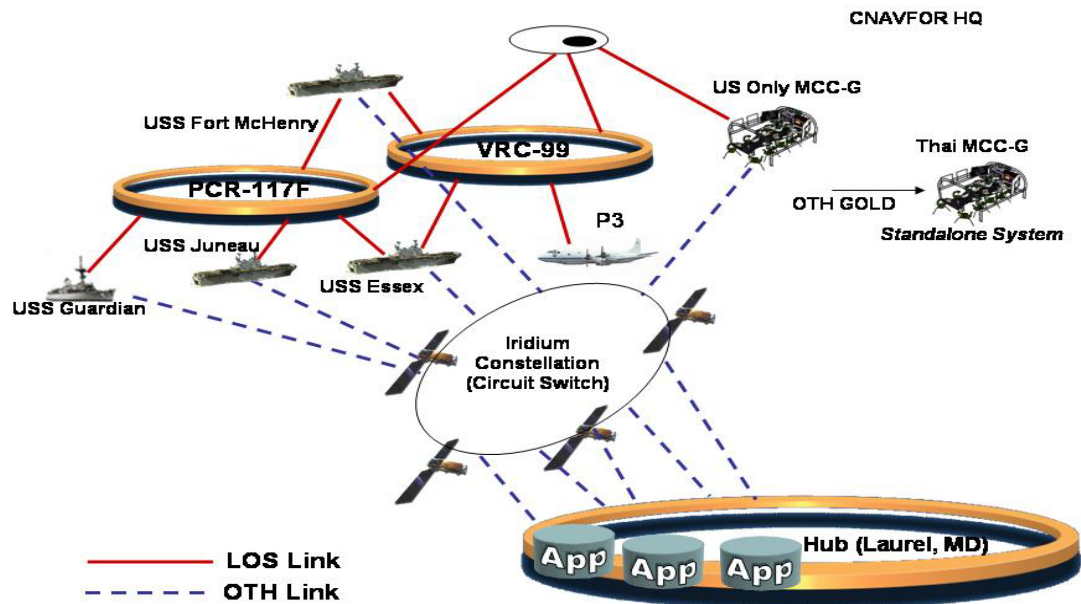 CNAVFOR HQ
US Only MCC-G
USS Fort McHenry
VRC-99
Thai MCC-G
PCR-117F
OTH GOLD
P3
USS Juneau
Standalone System
USS Essex
USS Guardian
Iridium
Constellation
(Circuit Switch)
Hub (Laurel, MD)
App
App
App
LOS Link
OTH Link